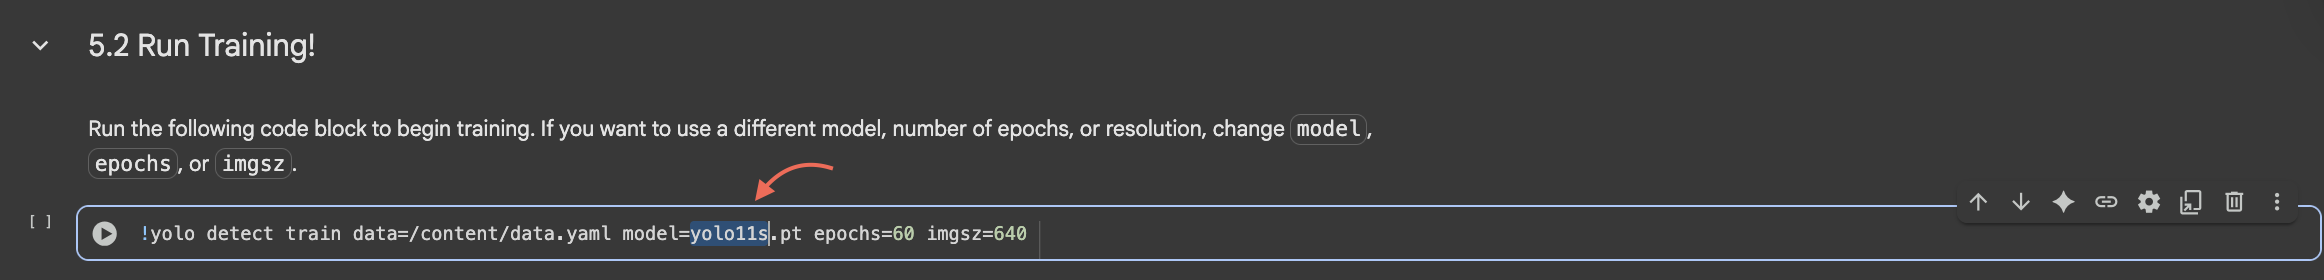 5.2 Run Training!
Run the following code block to begin training. If you want to use a different model, number of epochs, or resolution, change model,
epochs, or imgsz.
[ ] !yolo detect train data=/content/data.yaml model=yolo11s.pt epochs=60 imgsz=640